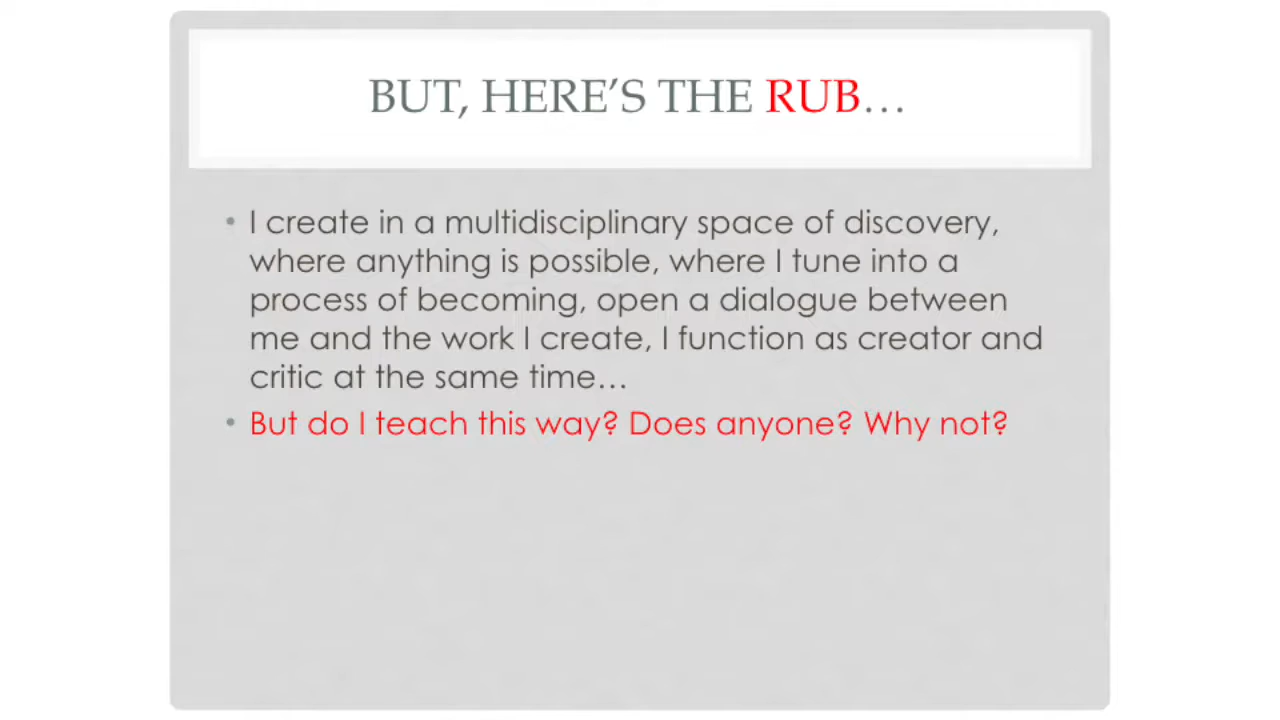 BUT, HERE’S THE RUB…
• I create in a multidisciplinary space of discovery,
where anything is possible, where I tune into a
process of becoming, open a dialogue between
me and the work I create, I function as creator and
critic at the same time…
• But do I teach this way? Does anyone? Why not?